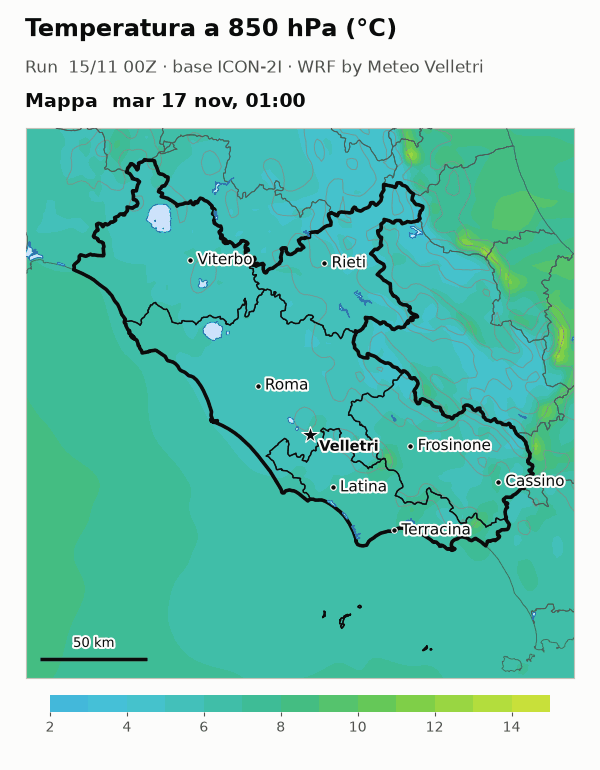 Temperatura a 850 hPa (°C)
Run  15/11 00Z · base ICON-2I · WRF by Meteo Velletri
Mappa  mar 17 nov, 01:00
Viterbo
Rieti
Roma
Velletri
Frosinone
Cassino
Latina
Terracina
50 km
2 4 6 8 10 12 14